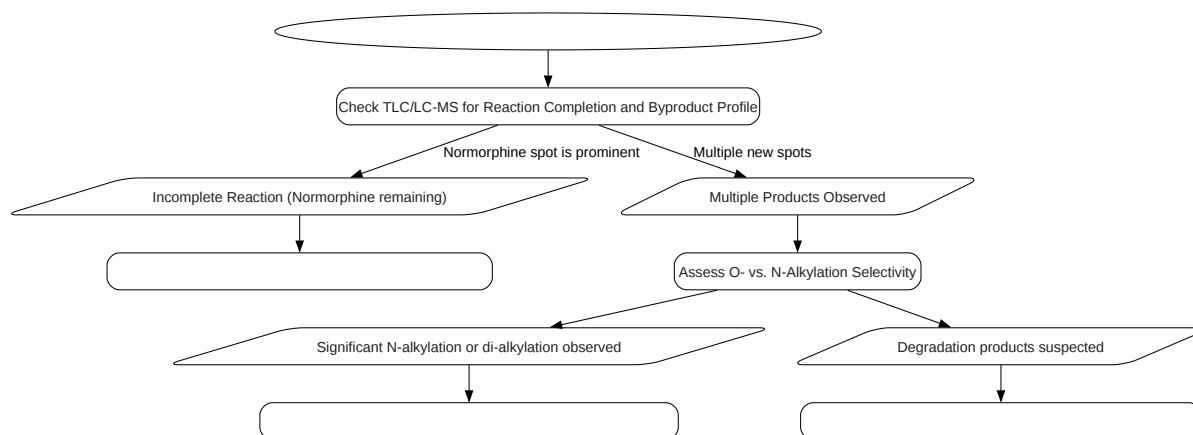 Check TLC/LC-MS for Reaction Completion and Byproduct Profile
Normorphine spot is prominent
Multiple new spots
Incomplete Reaction (Normorphine remaining)
Multiple Products Observed
Assess O- vs. N-Alkylation Selectivity
Significant N-alkylation or di-alkylation observed
Degradation products suspected